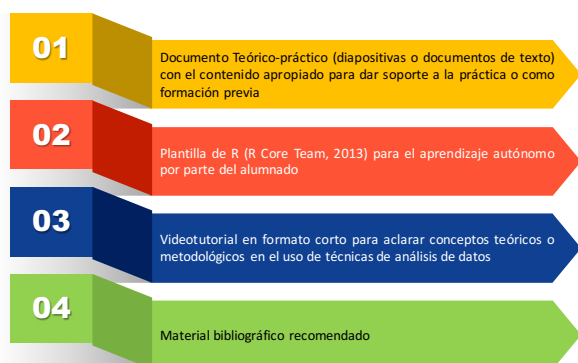 01
Documento Teórico-práctico (diapositivas o documentos de texto)
con el contenido apropiado para dar soporte a la práctica o como
formación previa
02
Plantilla de R (R Core Team, 2013) para el aprendizaje autónomo
por parte del alumnado
03
Videotutorial en formato corto para aclarar conceptos teóricos o
metodológicos en el uso de técnicas de análisis de datos
04
Material bibliográfico recomendado